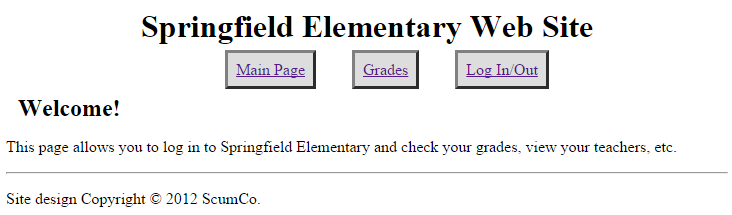 Springfield Elementary Web Site
Main Page Grades Log In/Out
Welcome!
This page allows you to log in to Springfield Elementary and check your grades, view your teachers, etc.
Site design Copyright © 2012 ScumCo.